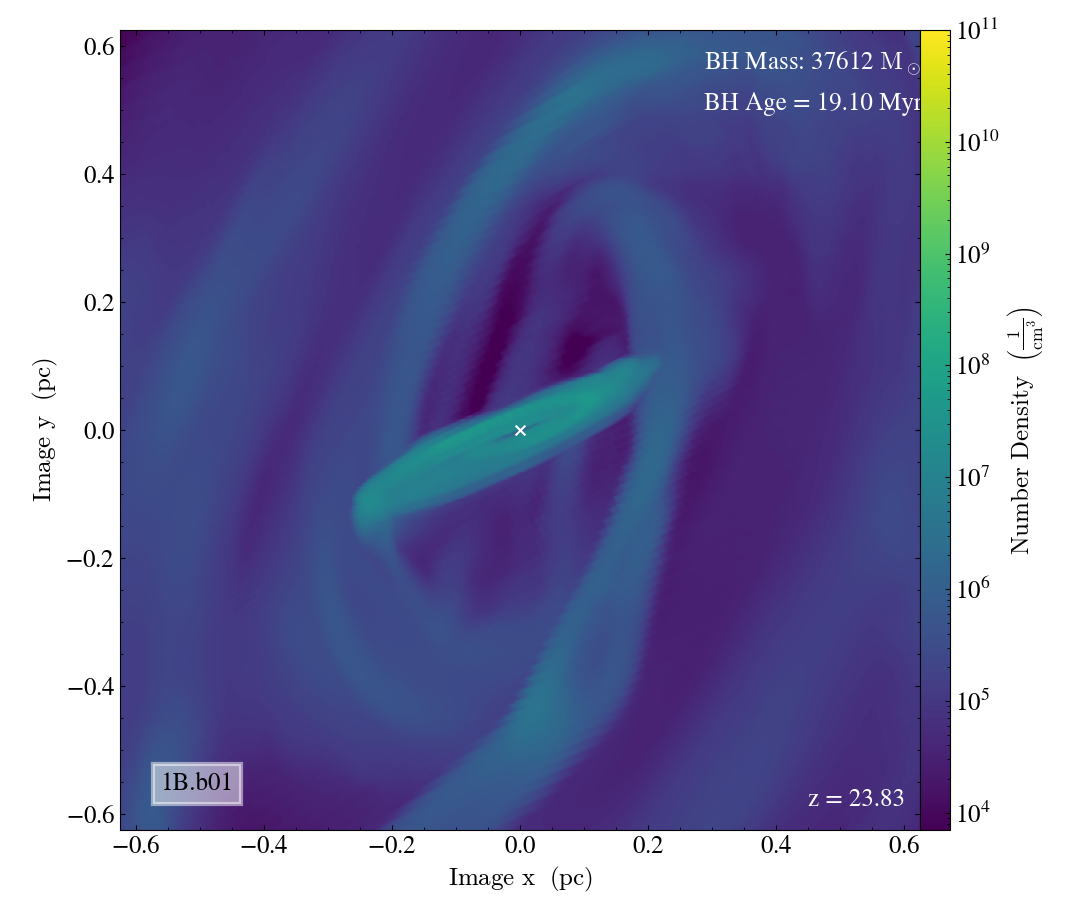 BH Mass: 37612 M⊙
BH Age = 19.10 Myr
1B.b01
z = 23.83
0.6
0.4
0.2
0.0
−0.2
−0.4
−0.6
Image y (pc)
−0.6 −0.4 −0.2 0.0 0.2 0.4 0.6
Image x (pc)
10¹¹
10¹⁰
10⁹
10⁸
10⁷
10⁶
10⁵
10⁴
Number Density (1/cm³)